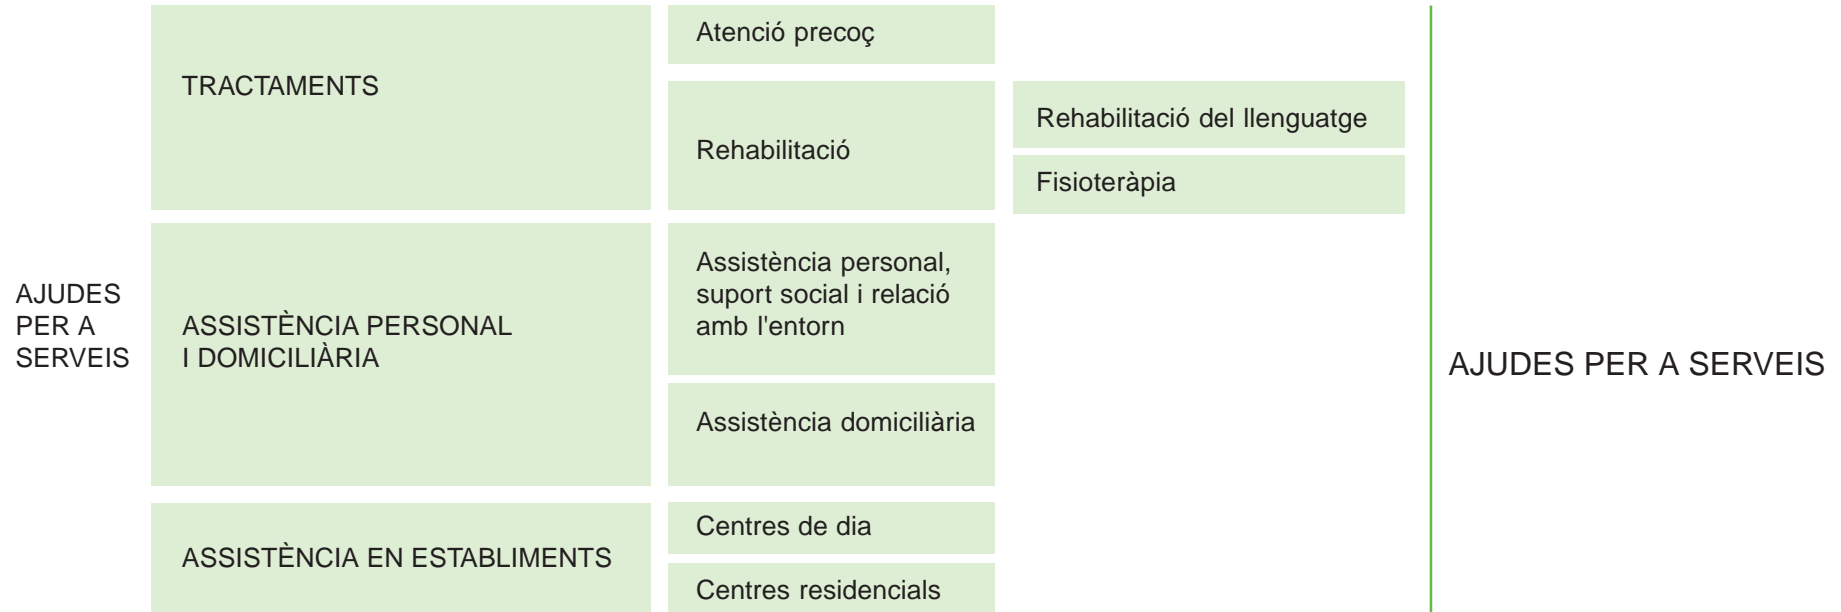 AJUDES
PER A
SERVEIS
TRACTAMENTS
Atenció precoç
Rehabilitació
Rehabilitació del llenguatge
Fisioteràpia
ASSISTÈNCIA PERSONAL
I DOMICILIÀRIA
Assistència personal,
suport social i relació
amb l'entorn
Assistència domiciliària
ASSISTÈNCIA EN ESTABLIMENTS
Centres de dia
Centres residencials
AJUDES PER A SERVEIS